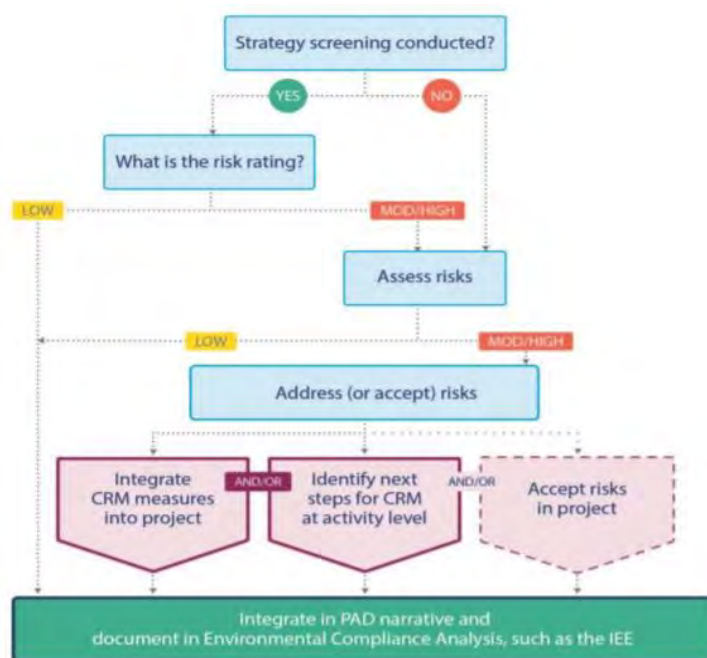 Strategy screening conducted?
YES
NO
What is the risk rating?
LOW
MOD/HIGH
Assess risks
LOW
MOD/HIGH
Address (or accept) risks
Integrate
CRM measures
into project
AND/OR
Identify next
steps for CRM
at activity level
AND/OR
Accept risks
in project
Integrate in PAD narrative and
document in Environmental Compliance Analysis, such as the IEE